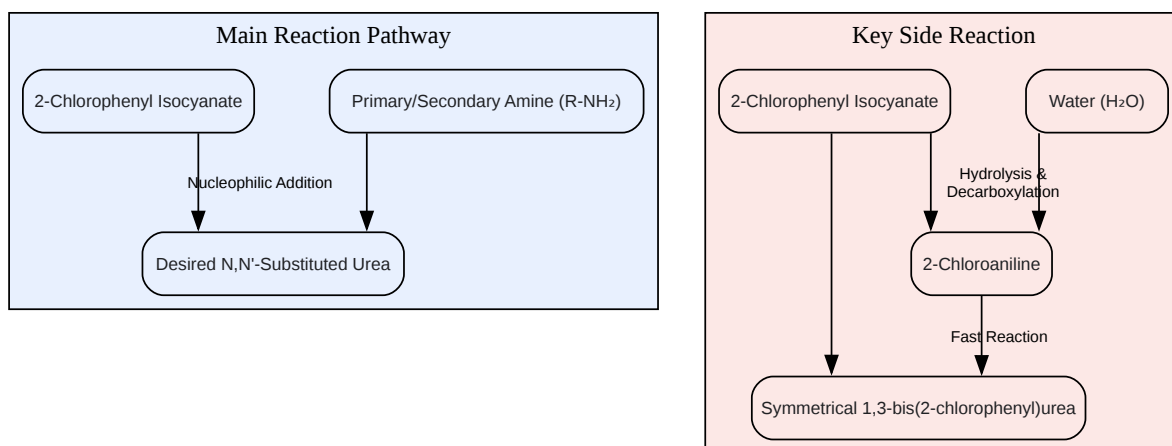 Main Reaction Pathway
2-Chlorophenyl Isocyanate
Primary/Secondary Amine (R-NH₂)
Nucleophilic Addition
Desired N,N'-Substituted Urea
Key Side Reaction
2-Chlorophenyl Isocyanate
Water (H₂O)
Hydrolysis &
Decarboxylation
2-Chloroaniline
Fast Reaction
Symmetrical 1,3-bis(2-chlorophenyl)urea